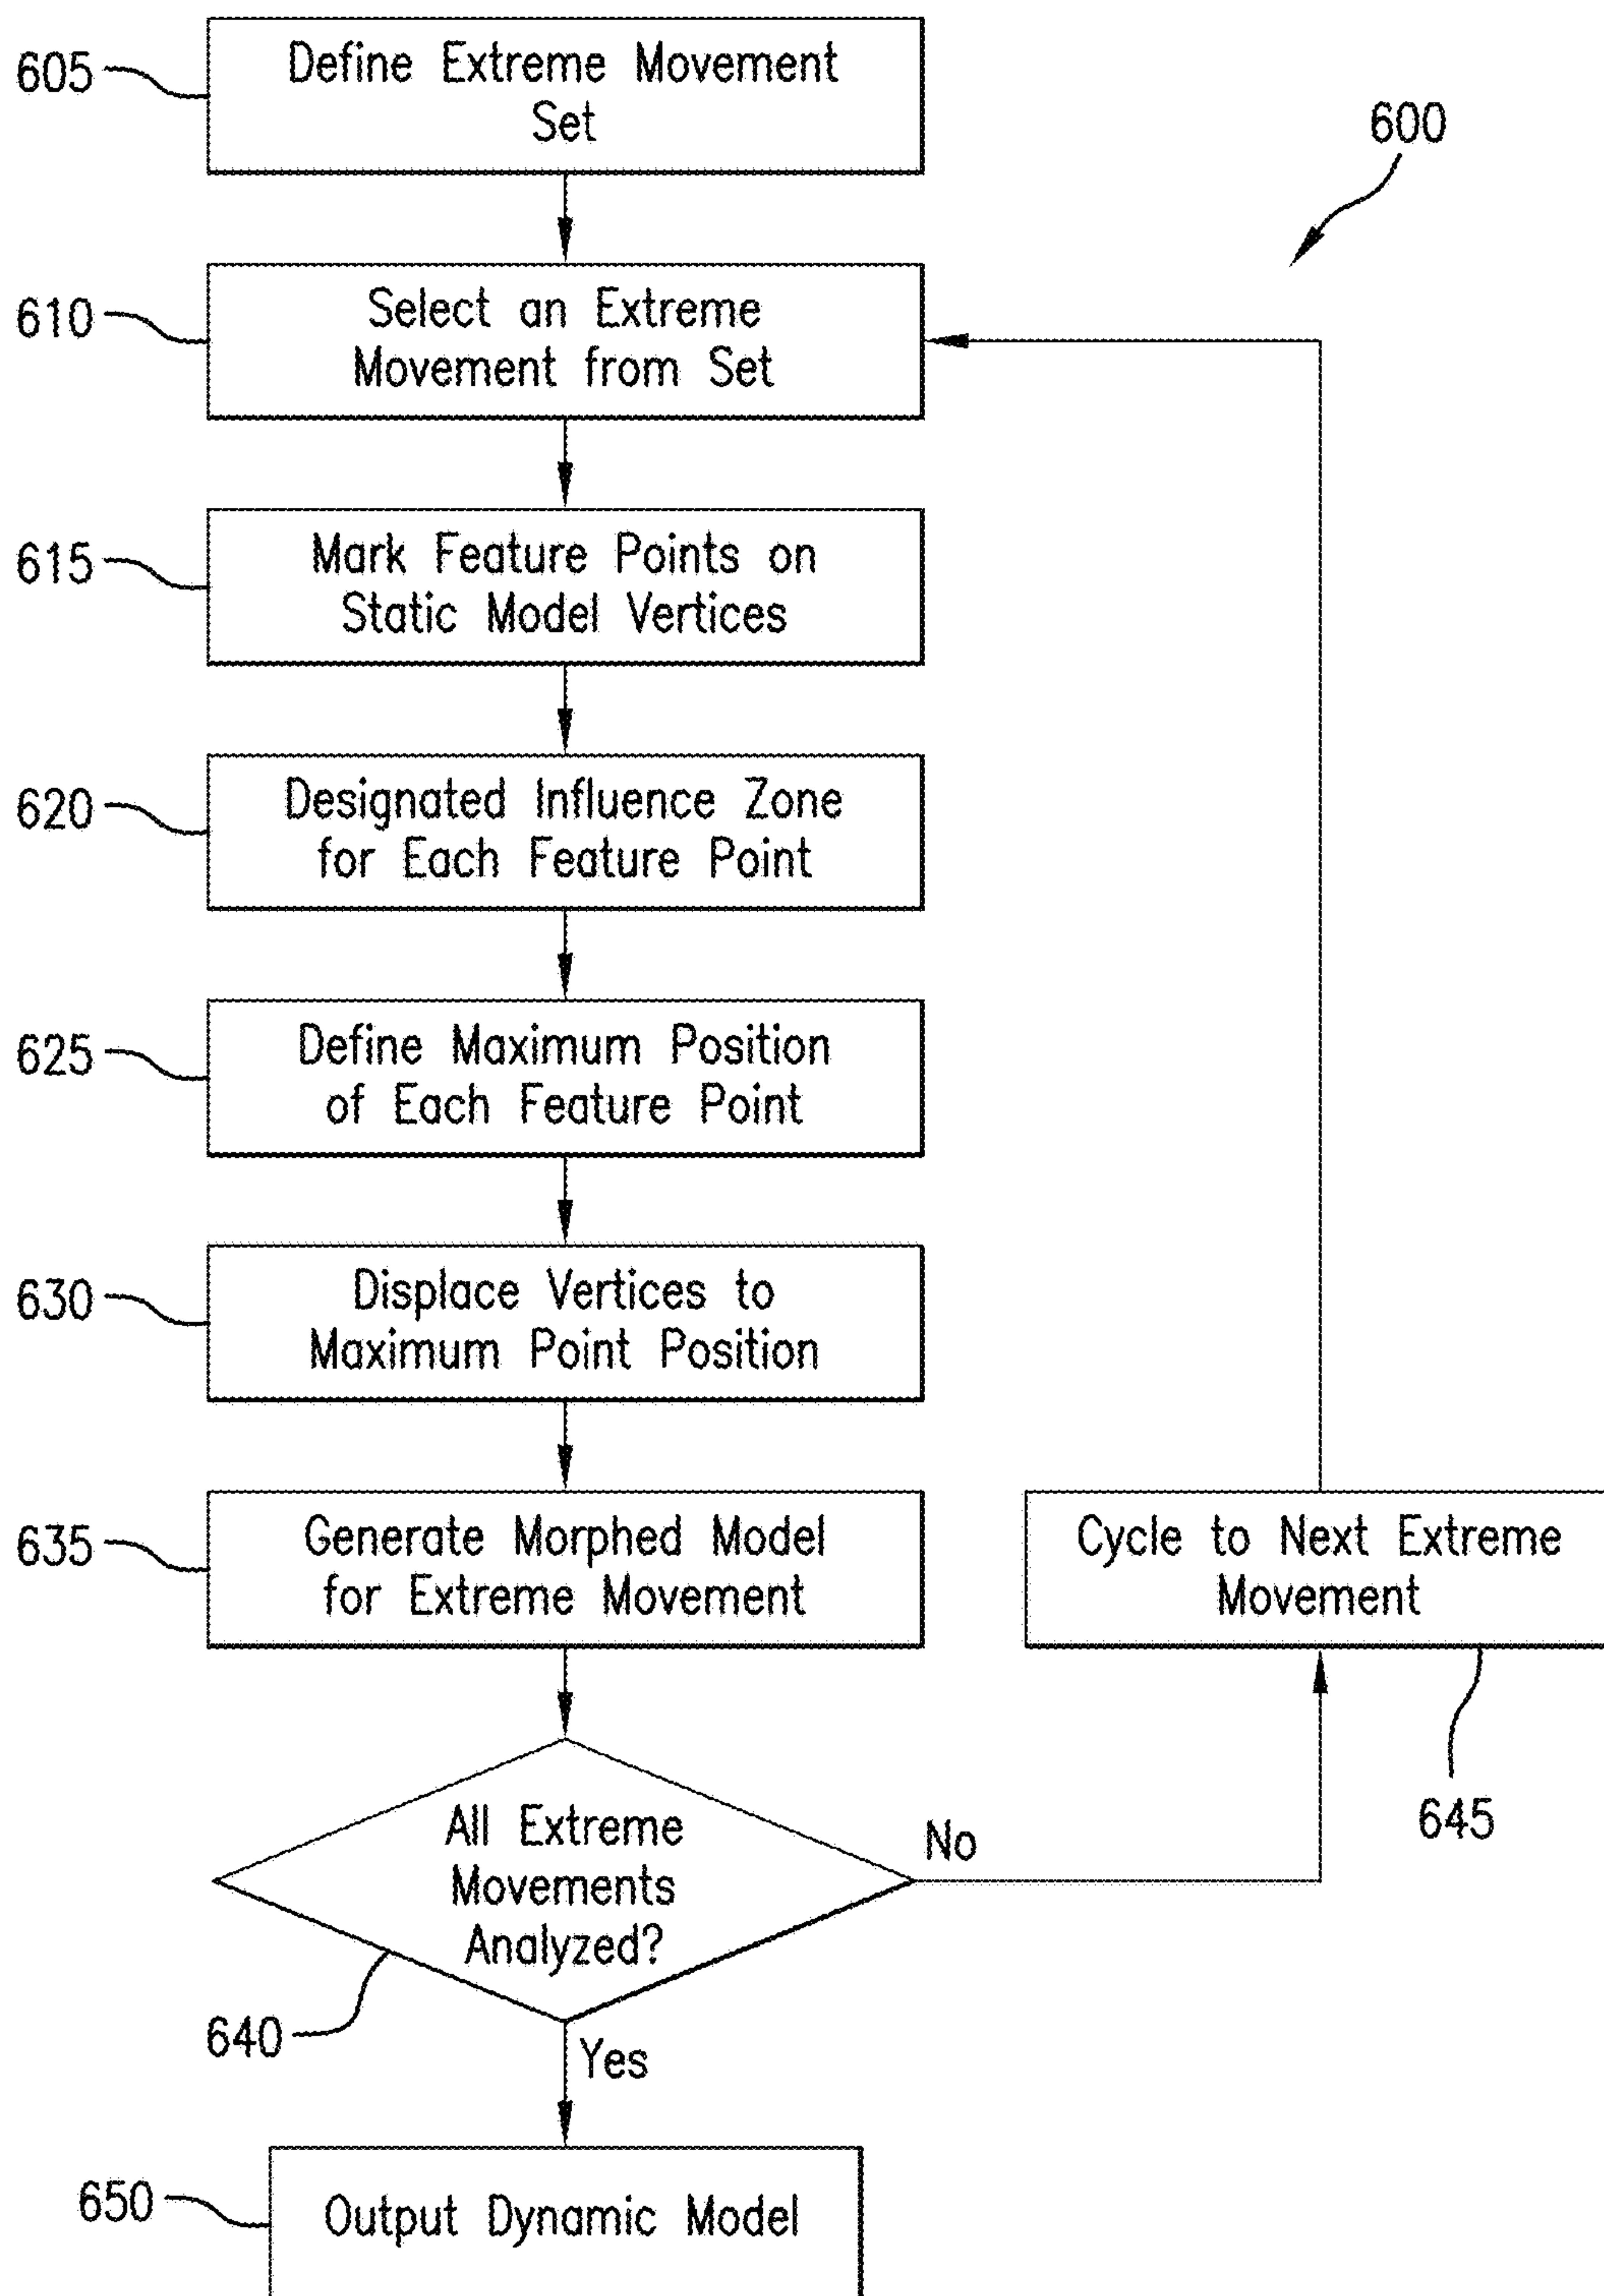 605
Define Extreme Movement
Set
600
610
Select an Extreme
Movement from Set
615
Mark Feature Points on
Static Model Vertices
620
Designated Influence Zone
for Each Feature Point
625
Define Maximum Position
of Each Feature Point
630
Displace Vertices to
Maximum Point Position
635
Generate Morphed Model
for Extreme Movement
Cycle to Next Extreme
Movement
645
All Extreme
Movements
Analyzed?
No
640
Yes
650
Output Dynamic Model